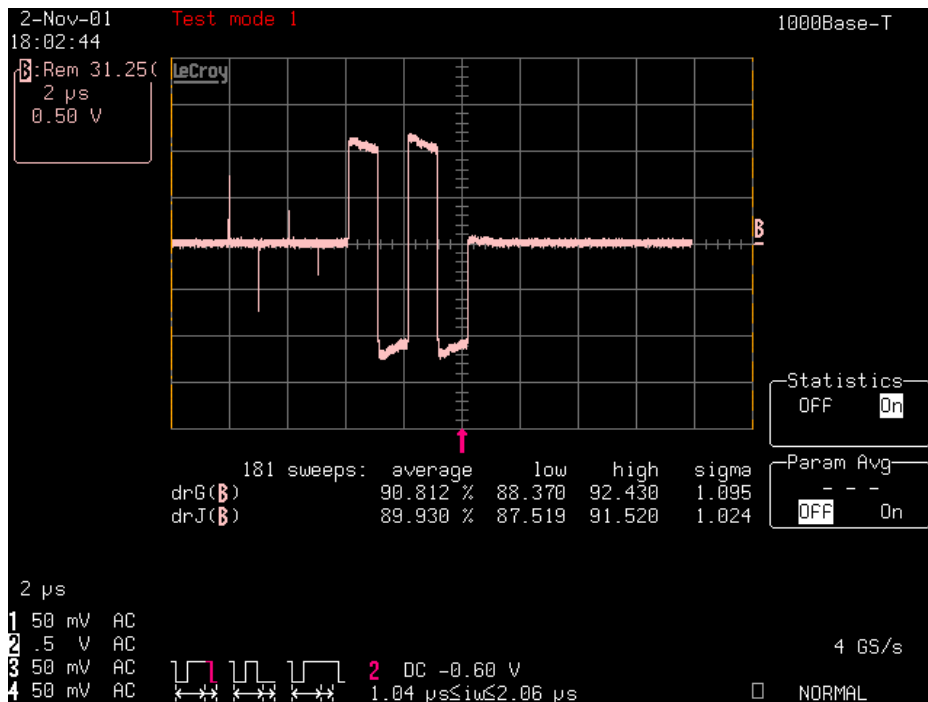 2-Nov-01
Test mode 1
1000Base-T
18:02:44
B:Rem 31.25(
2 µs
0.50 V
LeCroy
B
Statistics
OFF On
181 sweeps: average low high sigma
drG(B) 90.812 % 88.370 92.430 1.095
drJ(B) 89.930 % 87.519 91.520 1.024
Param Avg
- - -
OFF On
2 µs
1 50 mV AC
2 .5 V AC
3 50 mV AC
4 50 mV AC
4 GS/s
2 DC -0.60 V
1.04 µs≤iw≤2.06 µs
NORMAL